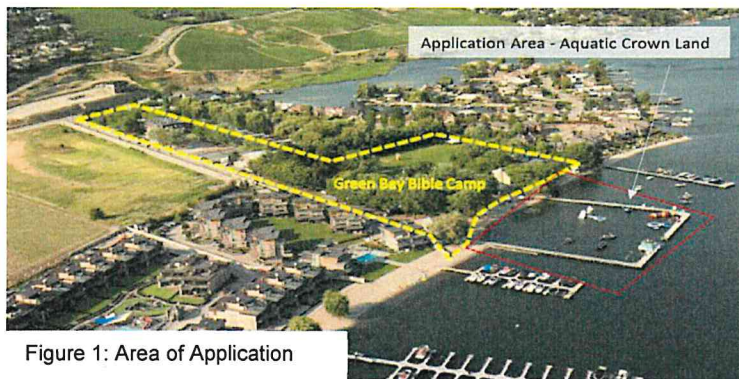 Application Area - Aquatic Crown Land
Green Bay Bible Camp
Figure 1: Area of Application